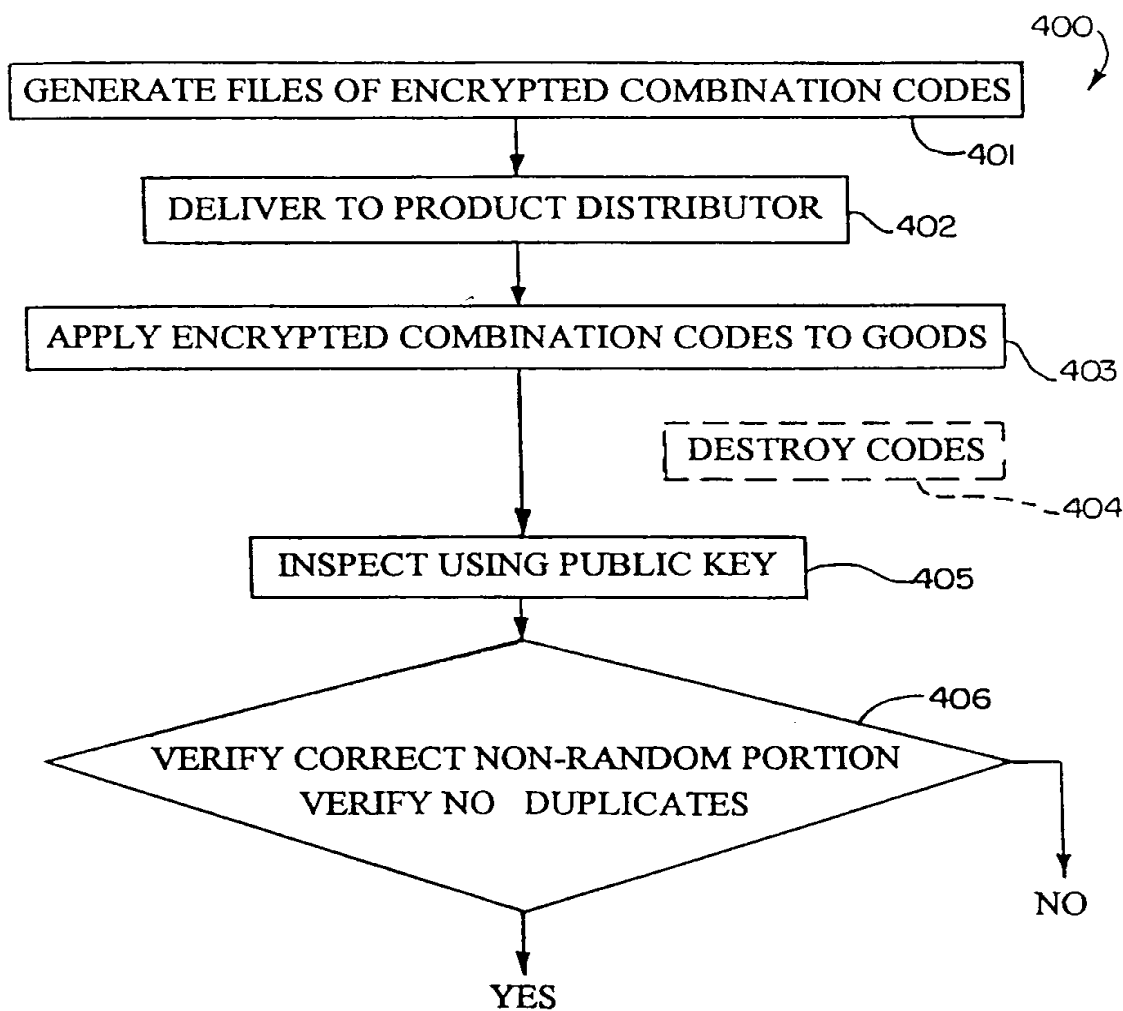 400
GENERATE FILES OF ENCRYPTED COMBINATION CODES
401
DELIVER TO PRODUCT DISTRIBUTOR
402
APPLY ENCRYPTED COMBINATION CODES TO GOODS
403
DESTROY CODES
404
INSPECT USING PUBLIC KEY
405
406
VERIFY CORRECT NON-RANDOM PORTION
VERIFY NO DUPLICATES
NO
YES